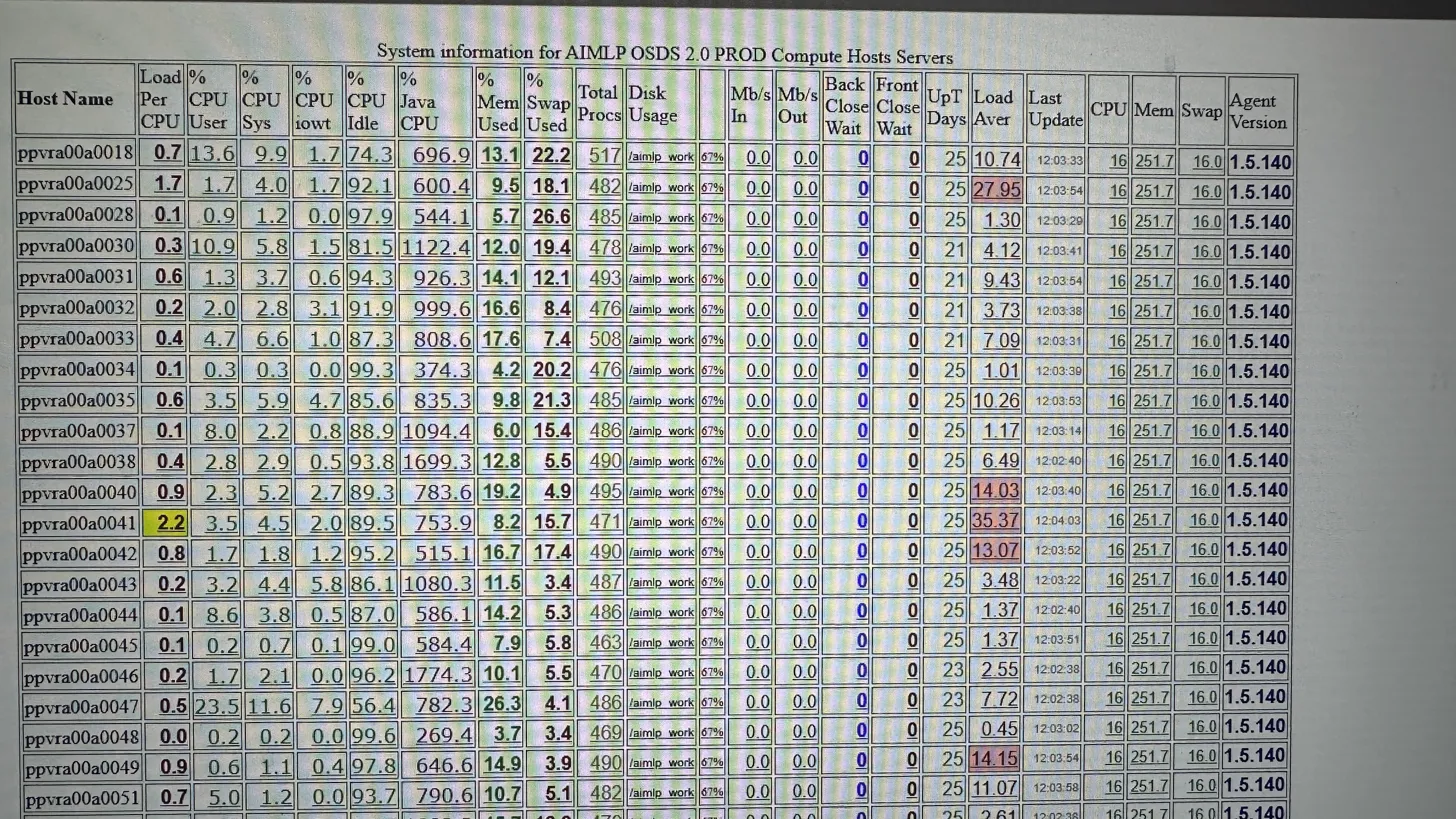 System information for AIMLP OSDS 2.0 PROD Compute Hosts Servers
Host Name Load Per CPU % CPU User % CPU Sys % CPU iowt % CPU Idle % Java CPU % Mem Used % Swap Used Total Procs Disk Usage Mb/s In Mb/s Out Back Close Wait Front Close Wait UpT Days Load Aver Last Update CPU Mem Swap Agent Version
ppvra00a0018 0.7 13.6 9.9 1.7 74.3 696.9 13.1 22.2 517 /aimlp_work 67% 0.0 0.0 0 0 25 10.74 12:03:33 16 251.7 16.0 1.5.140
ppvra00a0025 1.7 1.7 4.0 1.7 92.1 600.4 9.5 18.1 482 /aimlp_work 67% 0.0 0.0 0 0 25 27.95 12:03:54 16 251.7 16.0 1.5.140
ppvra00a0028 0.1 0.9 1.2 0.0 97.9 544.1 5.7 26.6 485 /aimlp_work 67% 0.0 0.0 0 0 25 1.30 12:03:29 16 251.7 16.0 1.5.140
ppvra00a0030 0.3 10.9 5.8 1.5 81.5 1122.4 12.0 19.4 478 /aimlp_work 67% 0.0 0.0 0 0 21 4.12 12:03:41 16 251.7 16.0 1.5.140
ppvra00a0031 0.6 1.3 3.7 0.6 94.3 926.3 14.1 12.1 493 /aimlp_work 67% 0.0 0.0 0 0 21 9.43 12:03:54 16 251.7 16.0 1.5.140
ppvra00a0032 0.2 2.0 2.8 3.1 91.9 999.6 16.6 8.4 476 /aimlp_work 67% 0.0 0.0 0 0 21 3.73 12:03:38 16 251.7 16.0 1.5.140
ppvra00a0033 0.4 4.7 6.6 1.0 87.3 808.6 17.6 7.4 508 /aimlp_work 67% 0.0 0.0 0 0 21 7.09 12:03:31 16 251.7 16.0 1.5.140
ppvra00a0034 0.1 0.3 0.3 0.0 99.3 374.3 4.2 20.2 476 /aimlp_work 67% 0.0 0.0 0 0 25 1.01 12:03:39 16 251.7 16.0 1.5.140
ppvra00a0035 0.6 3.5 5.9 4.7 85.6 835.3 9.8 21.3 485 /aimlp_work 67% 0.0 0.0 0 0 25 10.26 12:03:53 16 251.7 16.0 1.5.140
ppvra00a0037 0.1 8.0 2.2 0.8 88.9 1094.4 6.0 15.4 486 /aimlp_work 67% 0.0 0.0 0 0 25 1.17 12:03:14 16 251.7 16.0 1.5.140
ppvra00a0038 0.4 2.8 2.9 0.5 93.8 1699.3 12.8 5.5 490 /aimlp_work 67% 0.0 0.0 0 0 25 6.49 12:02:40 16 251.7 16.0 1.5.140
ppvra00a0040 0.9 2.3 5.2 2.7 89.3 783.6 19.2 4.9 495 /aimlp_work 67% 0.0 0.0 0 0 25 14.03 12:03:40 16 251.7 16.0 1.5.140
ppvra00a0041 2.2 3.5 4.5 2.0 89.5 753.9 8.2 15.7 471 /aimlp_work 67% 0.0 0.0 0 0 25 35.37 12:04:03 16 251.7 16.0 1.5.140
ppvra00a0042 0.8 1.7 1.8 1.2 95.2 515.1 16.7 17.4 490 /aimlp_work 67% 0.0 0.0 0 0 25 13.07 12:03:52 16 251.7 16.0 1.5.140
ppvra00a0043 0.2 3.2 4.4 5.8 86.1 1080.3 11.5 3.4 487 /aimlp_work 67% 0.0 0.0 0 0 25 3.48 12:03:22 16 251.7 16.0 1.5.140
ppvra00a0044 0.1 8.6 3.8 0.5 87.0 586.1 14.2 5.3 486 /aimlp_work 67% 0.0 0.0 0 0 25 1.37 12:02:40 16 251.7 16.0 1.5.140
ppvra00a0045 0.1 0.2 0.7 0.1 99.0 584.4 7.9 5.8 463 /aimlp_work 67% 0.0 0.0 0 0 25 1.37 12:03:51 16 251.7 16.0 1.5.140
ppvra00a0046 0.2 1.7 2.1 0.0 96.2 1774.3 10.1 5.5 470 /aimlp_work 67% 0.0 0.0 0 0 23 2.55 12:02:38 16 251.7 16.0 1.5.140
ppvra00a0047 0.5 23.5 11.6 7.9 56.4 782.3 26.3 4.1 486 /aimlp_work 67% 0.0 0.0 0 0 23 7.72 12:02:38 16 251.7 16.0 1.5.140
ppvra00a0048 0.0 0.2 0.2 0.0 99.6 269.4 3.7 3.4 469 /aimlp_work 67% 0.0 0.0 0 0 25 0.45 12:03:02 16 251.7 16.0 1.5.140
ppvra00a0049 0.9 0.6 1.1 0.4 97.8 646.6 14.9 3.9 490 /aimlp_work 67% 0.0 0.0 0 0 25 14.15 12:03:54 16 251.7 16.0 1.5.140
ppvra00a0051 0.7 5.0 1.2 0.0 93.7 790.6 10.7 5.1 482 /aimlp_work 67% 0.0 0.0 0 0 25 11.07 12:03:58 16 251.7 16.0 1.5.140
25 2.61 12:02:38 16 251.7 16.0 1.5.140